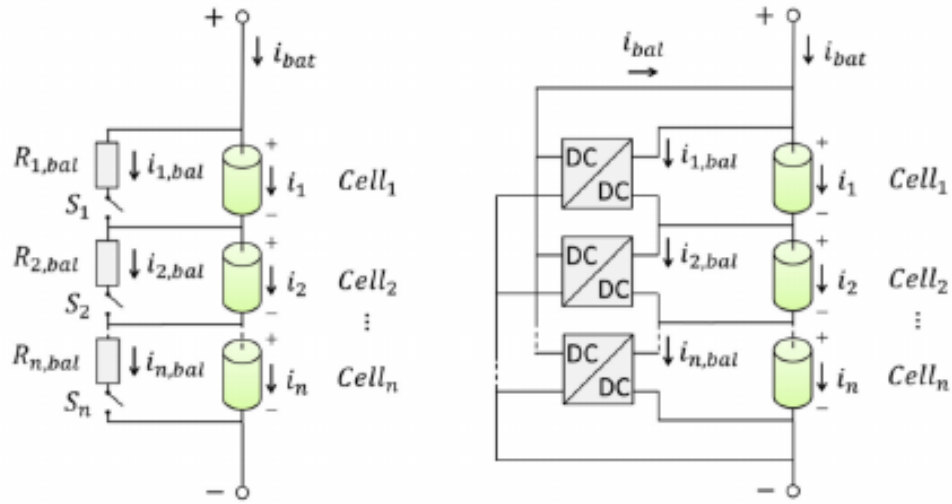 +
i_bat
R_1,bal
i_1,bal
+
i_1
Cell_1
S_1
−
R_2,bal
i_2,bal
+
i_2
Cell_2
S_2
−
⋮
R_n,bal
i_n,bal
+
i_n
Cell_n
S_n
−
−
+
i_bal
i_bat
DC
DC
i_1,bal
+
i_1
Cell_1
−
DC
DC
i_2,bal
+
i_2
Cell_2
−
⋮
DC
DC
i_n,bal
+
i_n
Cell_n
−
−